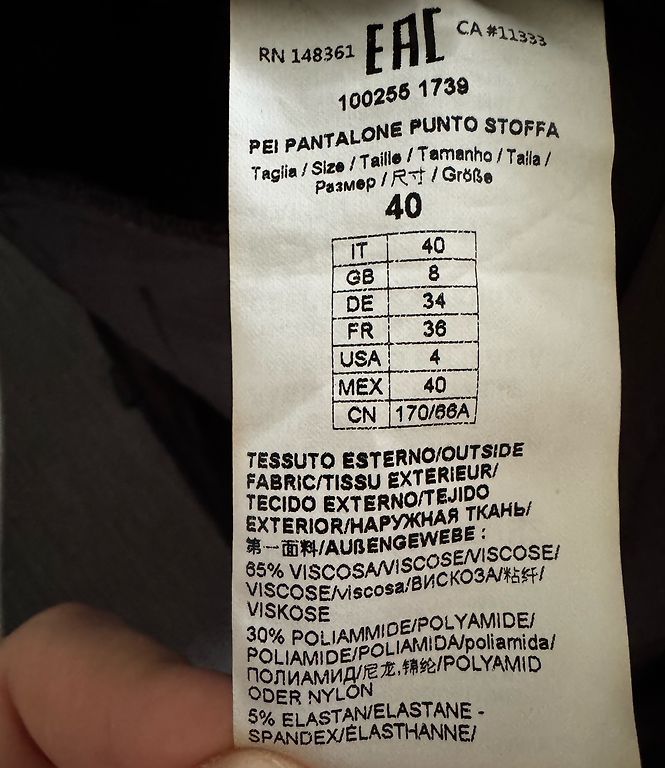 RN 148361 EAC CA #11333
100255 1739
PEI PANTALONE PUNTO STOFFA
Taglia / Size / Taille / Tamanho / Talla /
Размер / 尺寸 / Größe
40
IT 40
GB 8
DE 34
FR 36
USA 4
MEX 40
CN 170/66A
TESSUTO ESTERNO/OUTSIDE
FABRIC/TISSU EXTERIEUR/
TECIDO EXTERNO/TEJIDO
EXTERIOR/НАРУЖНАЯ ТКАНЬ/
第一面料/AUßENGEWEBE :
65% VISCOSA/VISCOSE/VISCOSE/
VISCOSE/viscosa/ВИСКОЗА/粘纤/
VISKOSE
30% POLIAMMIDE/POLYAMIDE/
POLIAMIDE/POLIAMIDA/poliamida/
ПОЛИАМИД/尼龙,锦纶/POLYAMID
ODER NYLON
5% ELASTAN/ELASTANE -
SPANDEX/ÉLASTHANNE/